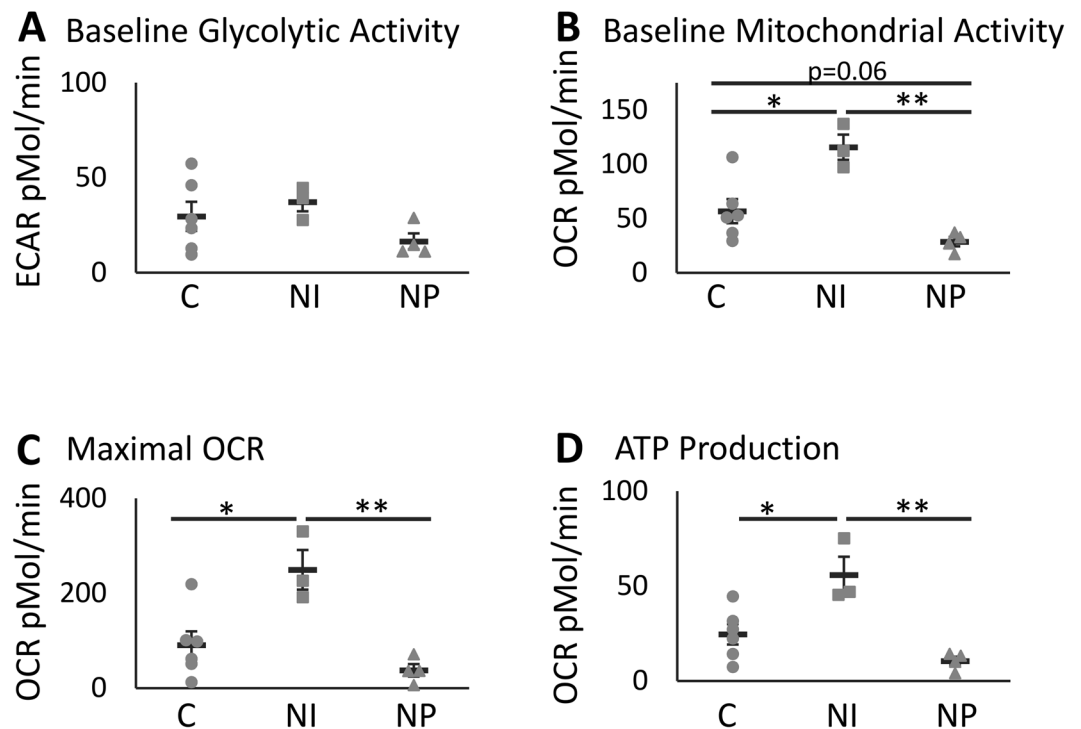 A Baseline Glycolytic Activity
ECAR pMol/min
100
50
0
C NI NP
B Baseline Mitochondrial Activity
OCR pMol/min
p=0.06
* **
150
100
50
0
C NI NP
C Maximal OCR
OCR pMol/min
* **
400
200
0
C NI NP
D ATP Production
OCR pMol/min
* **
100
50
0
C NI NP